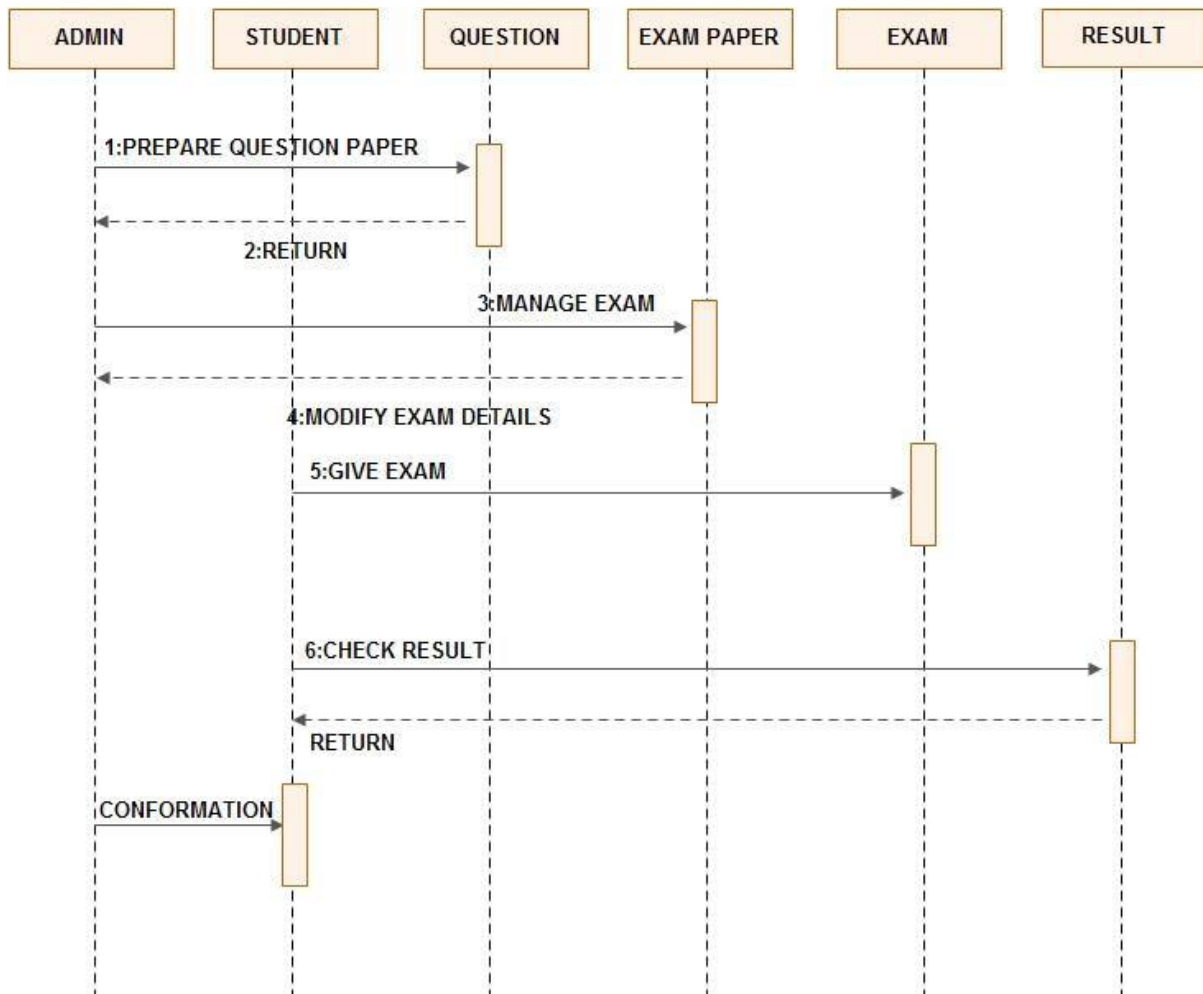 ADMIN
STUDENT
QUESTION
EXAM PAPER
EXAM
RESULT
1:PREPARE QUESTION PAPER
2:RETURN
3:MANAGE EXAM
4:MODIFY EXAM DETAILS
5:GIVE EXAM
6:CHECK RESULT
RETURN
CONFORMATION